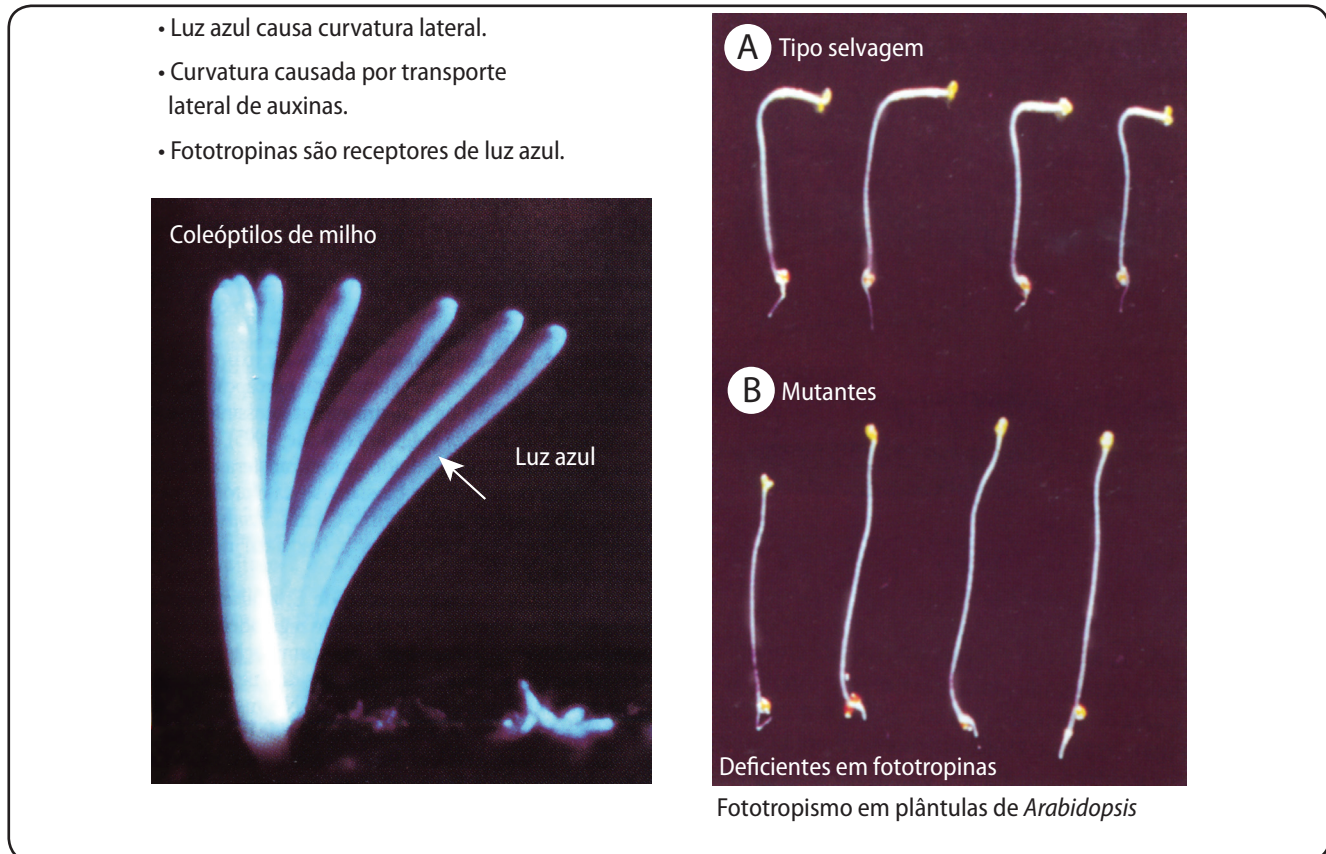 • Luz azul causa curvatura lateral.
• Curvatura causada por transporte
lateral de auxinas.
• Fototropinas são receptores de luz azul.
Coleóptilos de milho
Luz azul
A Tipo selvagem
B Mutantes
Deficientes em fototropinas
Fototropismo em plântulas de Arabidopsis